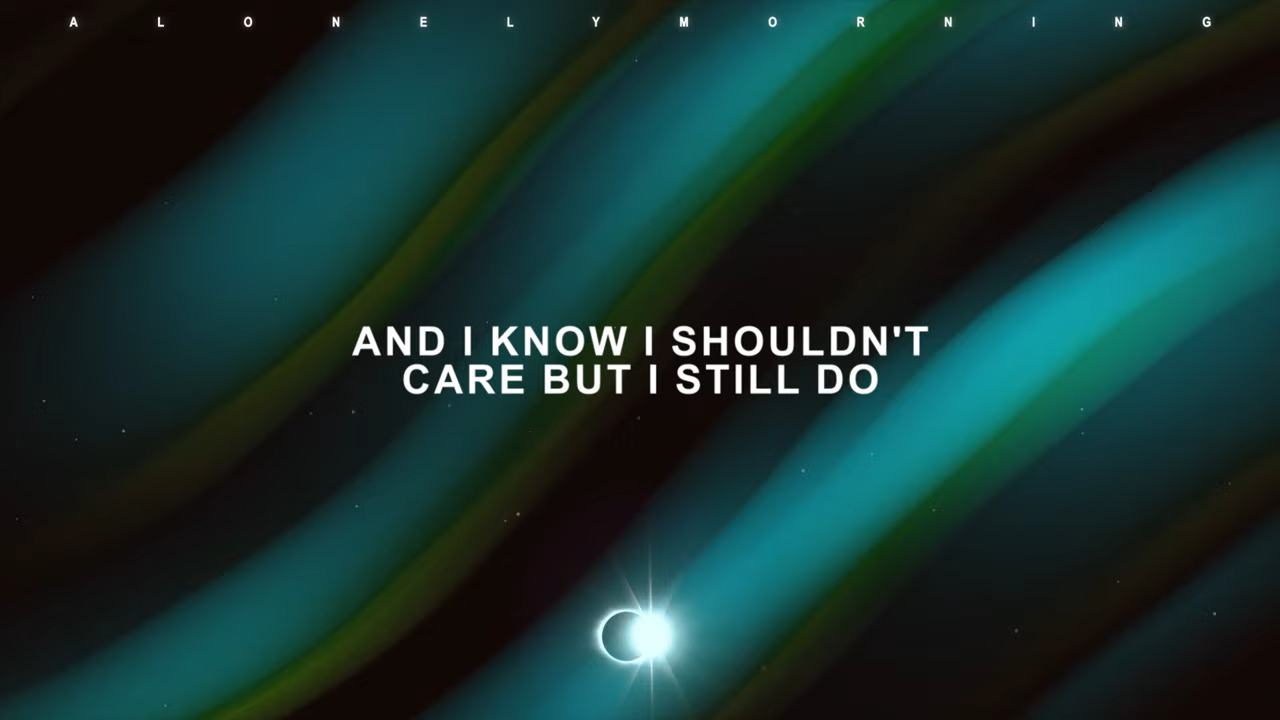 A L O N E L Y M O R N I N G
AND I KNOW I SHOULDN'T
CARE BUT I STILL DO